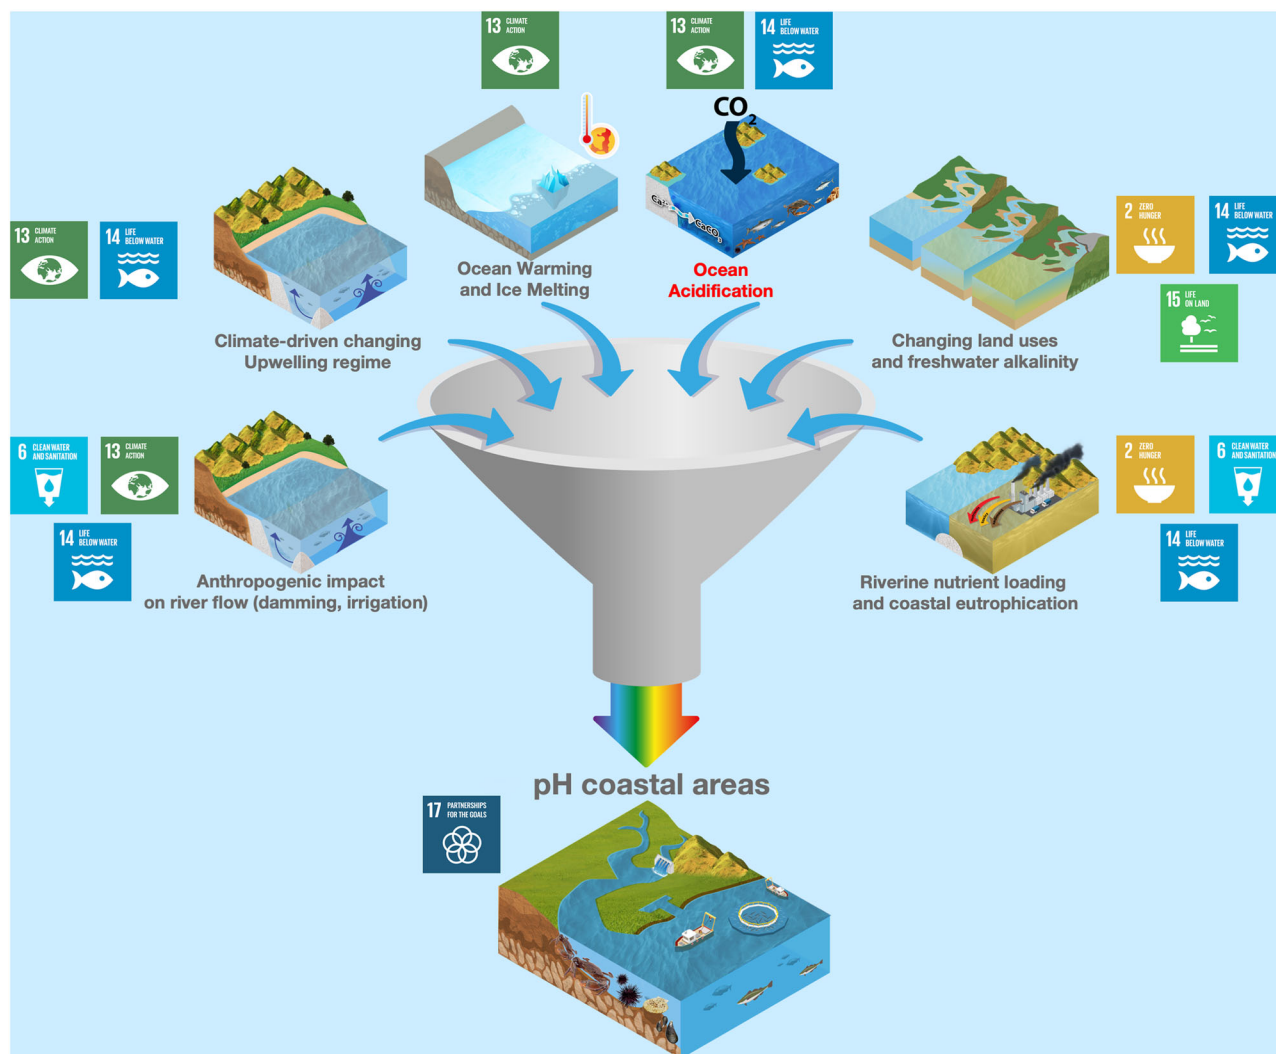 13 CLIMATE
ACTION
13 CLIMATE
ACTION
14 LIFE
BELOW WATER
CO2
Ca2+
CaCO3
Ocean Warming
and Ice Melting
Ocean
Acidification
13 CLIMATE
ACTION
14 LIFE
BELOW WATER
Climate-driven changing
Upwelling regime
2 ZERO
HUNGER
14 LIFE
BELOW WATER
15 LIFE
ON LAND
Changing land uses
and freshwater alkalinity
6 CLEAN WATER
AND SANITATION
13 CLIMATE
ACTION
14 LIFE
BELOW WATER
Anthropogenic impact
on river flow (damming, irrigation)
2 ZERO
HUNGER
6 CLEAN WATER
AND SANITATION
14 LIFE
BELOW WATER
Riverine nutrient loading
and coastal eutrophication
pH coastal areas
17 PARTNERSHIPS
FOR THE GOALS